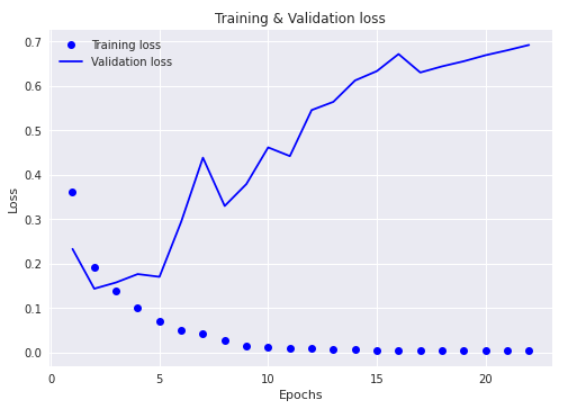 Training & Validation loss
Training loss
Validation loss
0.7
0.6
0.5
0.4
0.3
0.2
0.1
0.0
Loss
0
5
10
15
20
Epochs